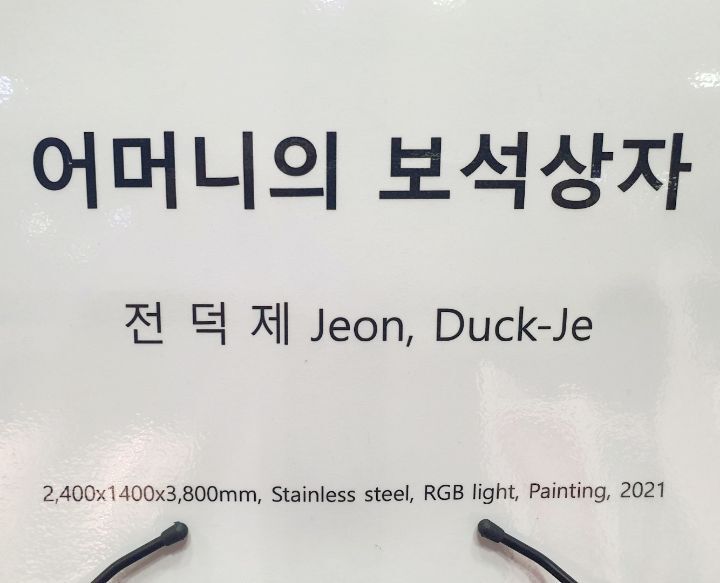 어머니의 보석상자
전 덕 제 Jeon, Duck-Je
2,400x1400x3,800mm, Stainless steel, RGB light, Painting, 2021